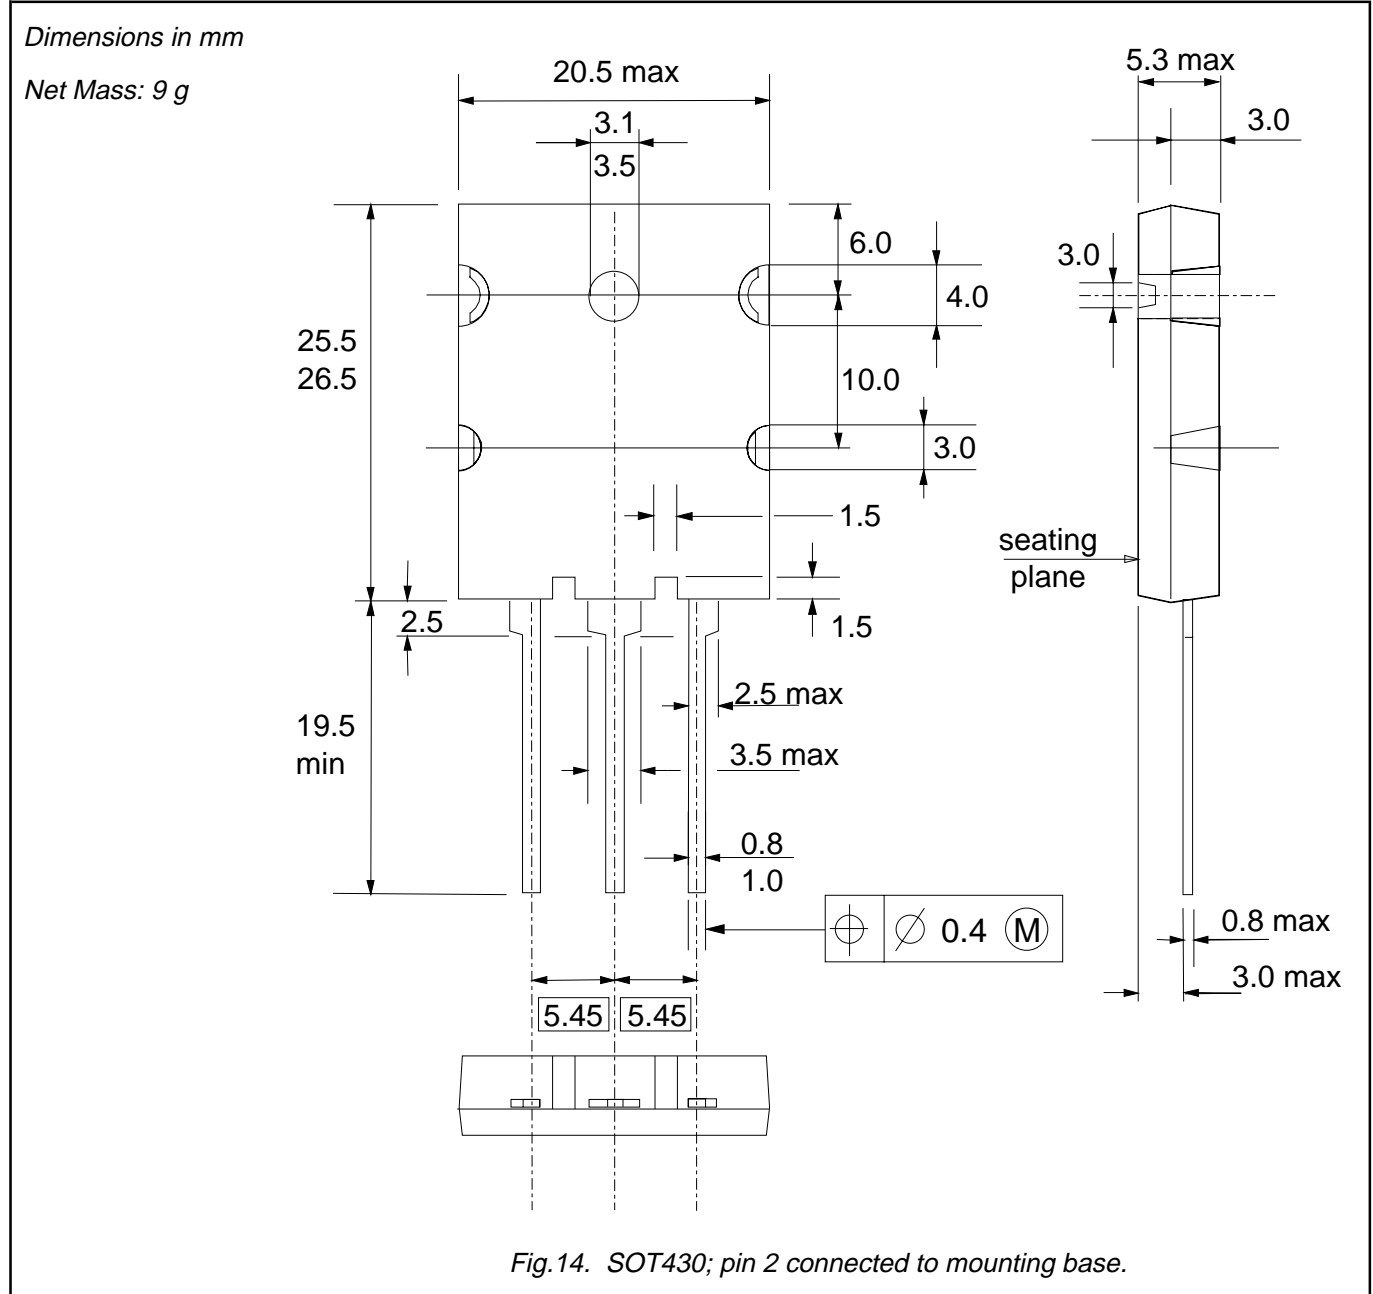 Dimensions in mm
Net Mass: 9 g
20.5 max
5.3 max
3.1
3.5
3.0
6.0
3.0
4.0
25.5
26.5
10.0
3.0
1.5
seating
plane
2.5
1.5
2.5 max
19.5
min
3.5 max
0.8
1.0
⌖ ⌀ 0.4 Ⓜ
0.8 max
3.0 max
5.45 5.45
Fig.14. SOT430; pin 2 connected to mounting base.